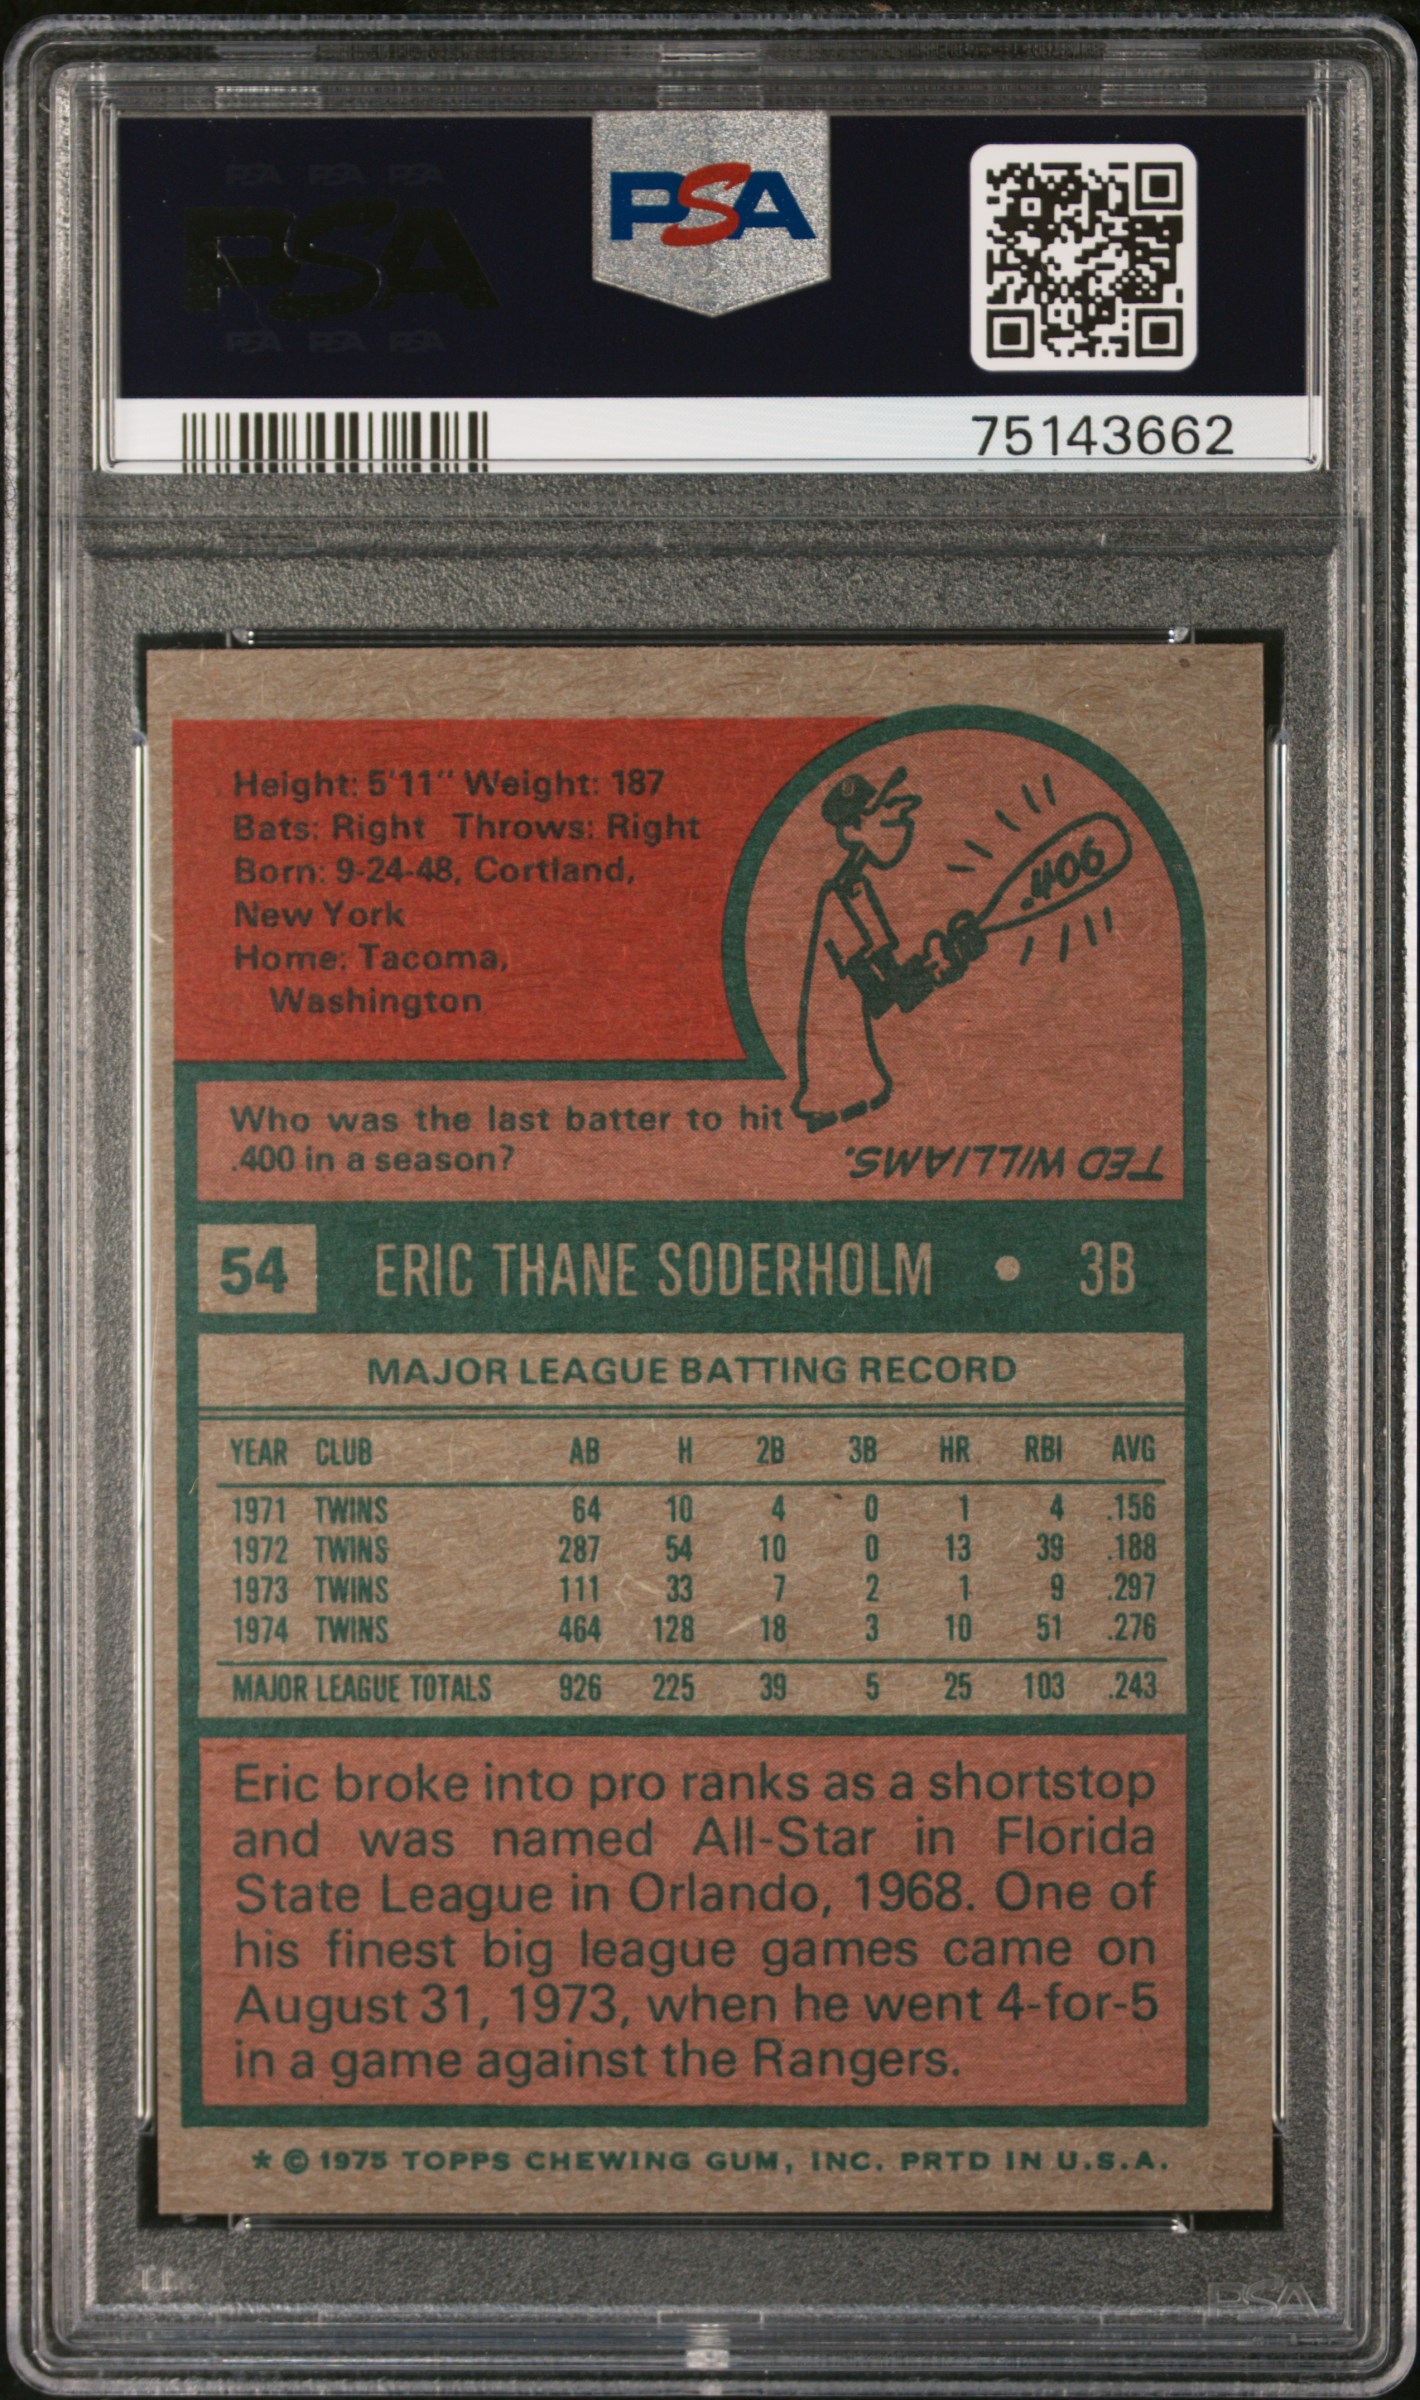 PSA PSA PSA
PSA
PSA PSA PSA
PSA
75143662
Height: 5'11" Weight: 187
Bats: Right Throws: Right
Born: 9-24-48, Cortland,
New York
Home: Tacoma,
Washington
.406
Who was the last batter to hit
.400 in a season?
TED WILLIAMS.
54 ERIC THANE SODERHOLM • 3B
MAJOR LEAGUE BATTING RECORD
YEAR CLUB AB H 2B 3B HR RBI AVG
1971 TWINS 64 10 4 0 1 4 .156
1972 TWINS 287 54 10 0 13 39 .188
1973 TWINS 111 33 7 2 1 9 .297
1974 TWINS 464 128 18 3 10 51 .276
MAJOR LEAGUE TOTALS 926 225 39 5 25 103 .243
Eric broke into pro ranks as a shortstop
and was named All-Star in Florida
State League in Orlando, 1968. One of
his finest big league games came on
August 31, 1973, when he went 4-for-5
in a game against the Rangers.
* © 1975 TOPPS CHEWING GUM, INC. PRTD IN U.S.A.
PSA